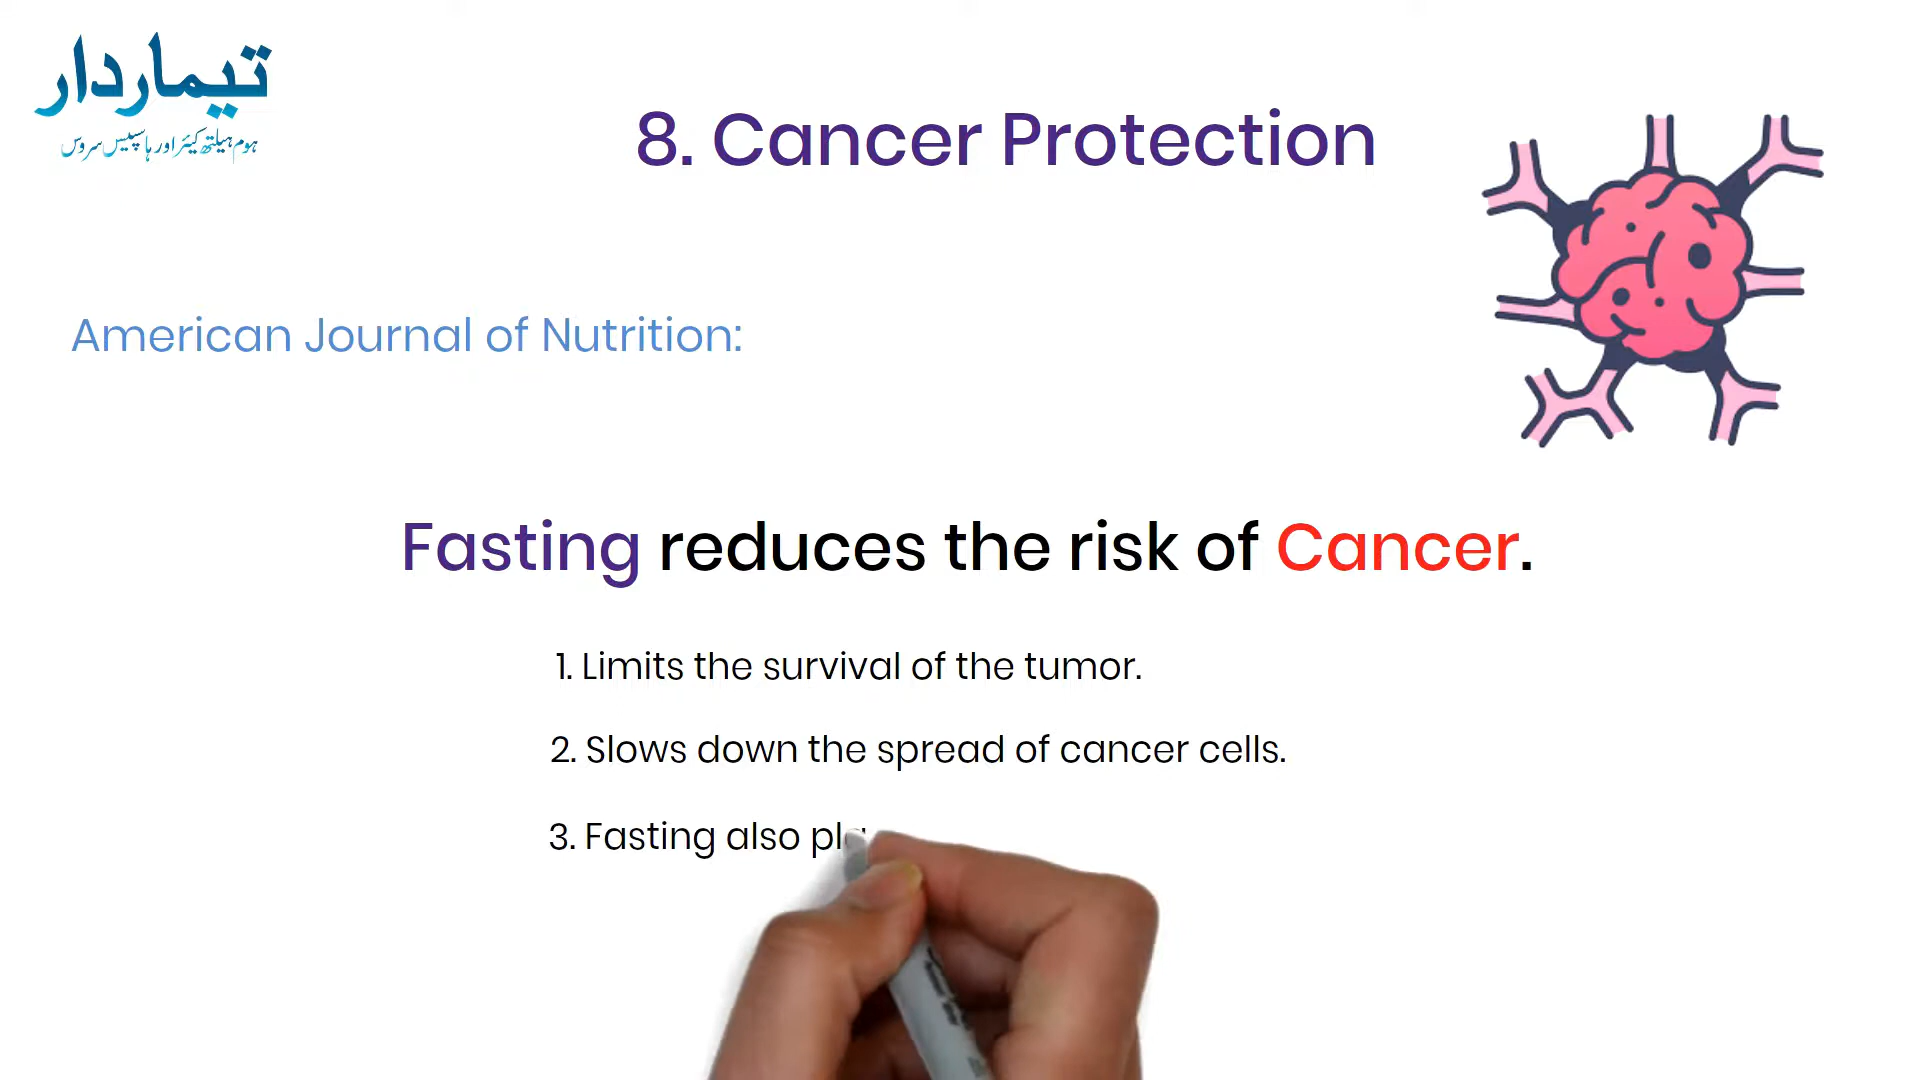 تیماردار
ہوم ہیلتھ کیئر اور ہاسپیس سروس
8. Cancer Protection
American Journal of Nutrition:
Fasting reduces the risk of Cancer.
1. Limits the survival of the tumor.
2. Slows down the spread of cancer cells.
3. Fasting also pla